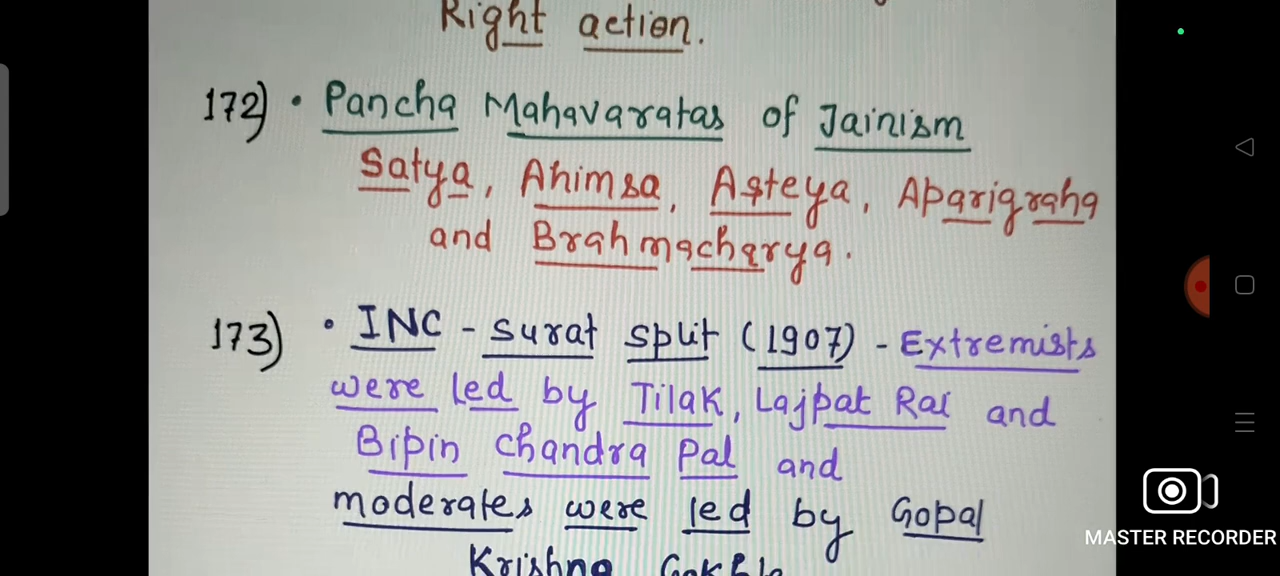 Right action.
172) • Pancha Mahavaratas of Jainism
Satya, Ahimsa, Asteya, Aparigraha
and Brahmacharya.
173) • INC - Surat split (1907) - Extremists
were led by Tilak, Lajpat Rai and
Bipin Chandra Pal and
moderates were led by Gopal
Krishna
MASTER RECORDER